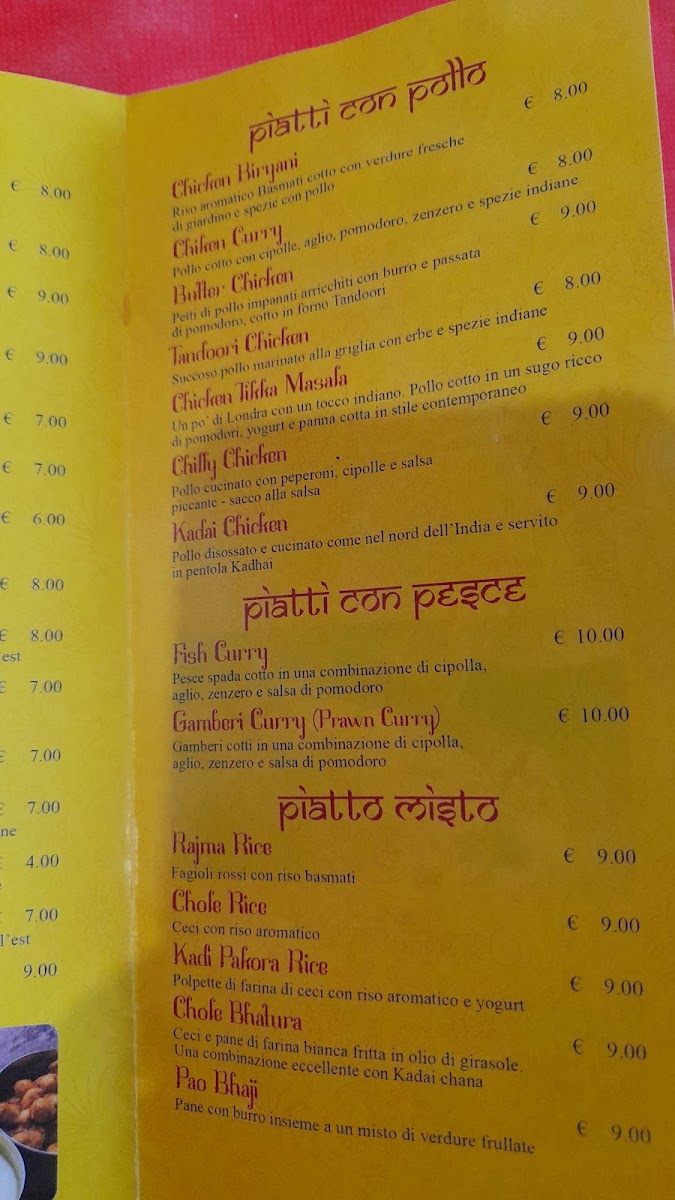 € 8.00
€ 8.00
€ 9.00
€ 9.00
€ 7.00
€ 7.00
€ 6.00
€ 8.00
€ 8.00
est
€ 7.00
€ 7.00
€ 7.00
ne
4.00
7.00
l'est
9.00
Piatti con Pollo
Chicken Biryani € 8.00
Riso aromatico Basmati cotto con verdure fresche
di giardino e spezie con pollo
Chiken Curry € 8.00
Pollo cotto con cipolle, aglio, pomodoro, zenzero e spezie indiane
Butter Chicken € 9.00
Petti di pollo impanati arricchiti con burro e passata
di pomodoro, cotto in forno Tandoori
Tandoori Chicken € 8.00
Succoso pollo marinato alla griglia con erbe e spezie indiane
Chicken Tikka Masala € 9.00
Un po' di Londra con un tocco indiano. Pollo cotto in un sugo ricco
di pomodori, yogurt e panna cotta in stile contemporaneo
Chilly Chicken € 9.00
Pollo cucinato con peperoni, cipolle e salsa
piccante - sacco alla salsa
Kadai Chicken € 9.00
Pollo disossato e cucinato come nel nord dell'India e servito
in pentola Kadhai
Piatti con Pesce
Fish Curry € 10.00
Pesce spada cotto in una combinazione di cipolla,
aglio, zenzero e salsa di pomodoro
Gamberi Curry (Prawn Curry) € 10.00
Gamberi cotti in una combinazione di cipolla,
aglio, zenzero e salsa di pomodoro
Piatto Misto
Rajma Rice € 9.00
Fagioli rossi con riso basmati
Chole Rice € 9.00
Ceci con riso aromatico
Kadi Pakora Rice € 9.00
Polpette di farina di ceci con riso aromatico e yogurt
Chole Bhatura € 9.00
Ceci e pane di farina bianca fritta in olio di girasole.
Una combinazione eccellente con Kadai chana
Pao Bhaji € 9.00
Pane con burro insieme a un misto di verdure frullate